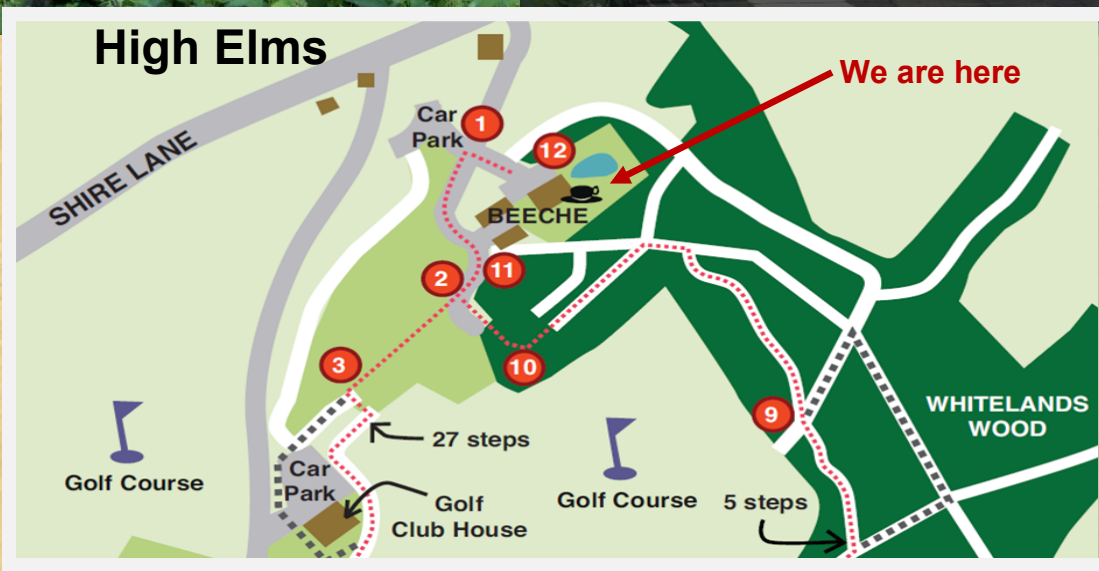 High Elms
We are here
SHIRE LANE
Car
Park
1
12
BEECHE
2
11
3
10
9
WHITELANDS
WOOD
27 steps
Golf Course
Car
Park
Golf
Club House
Golf Course
5 steps